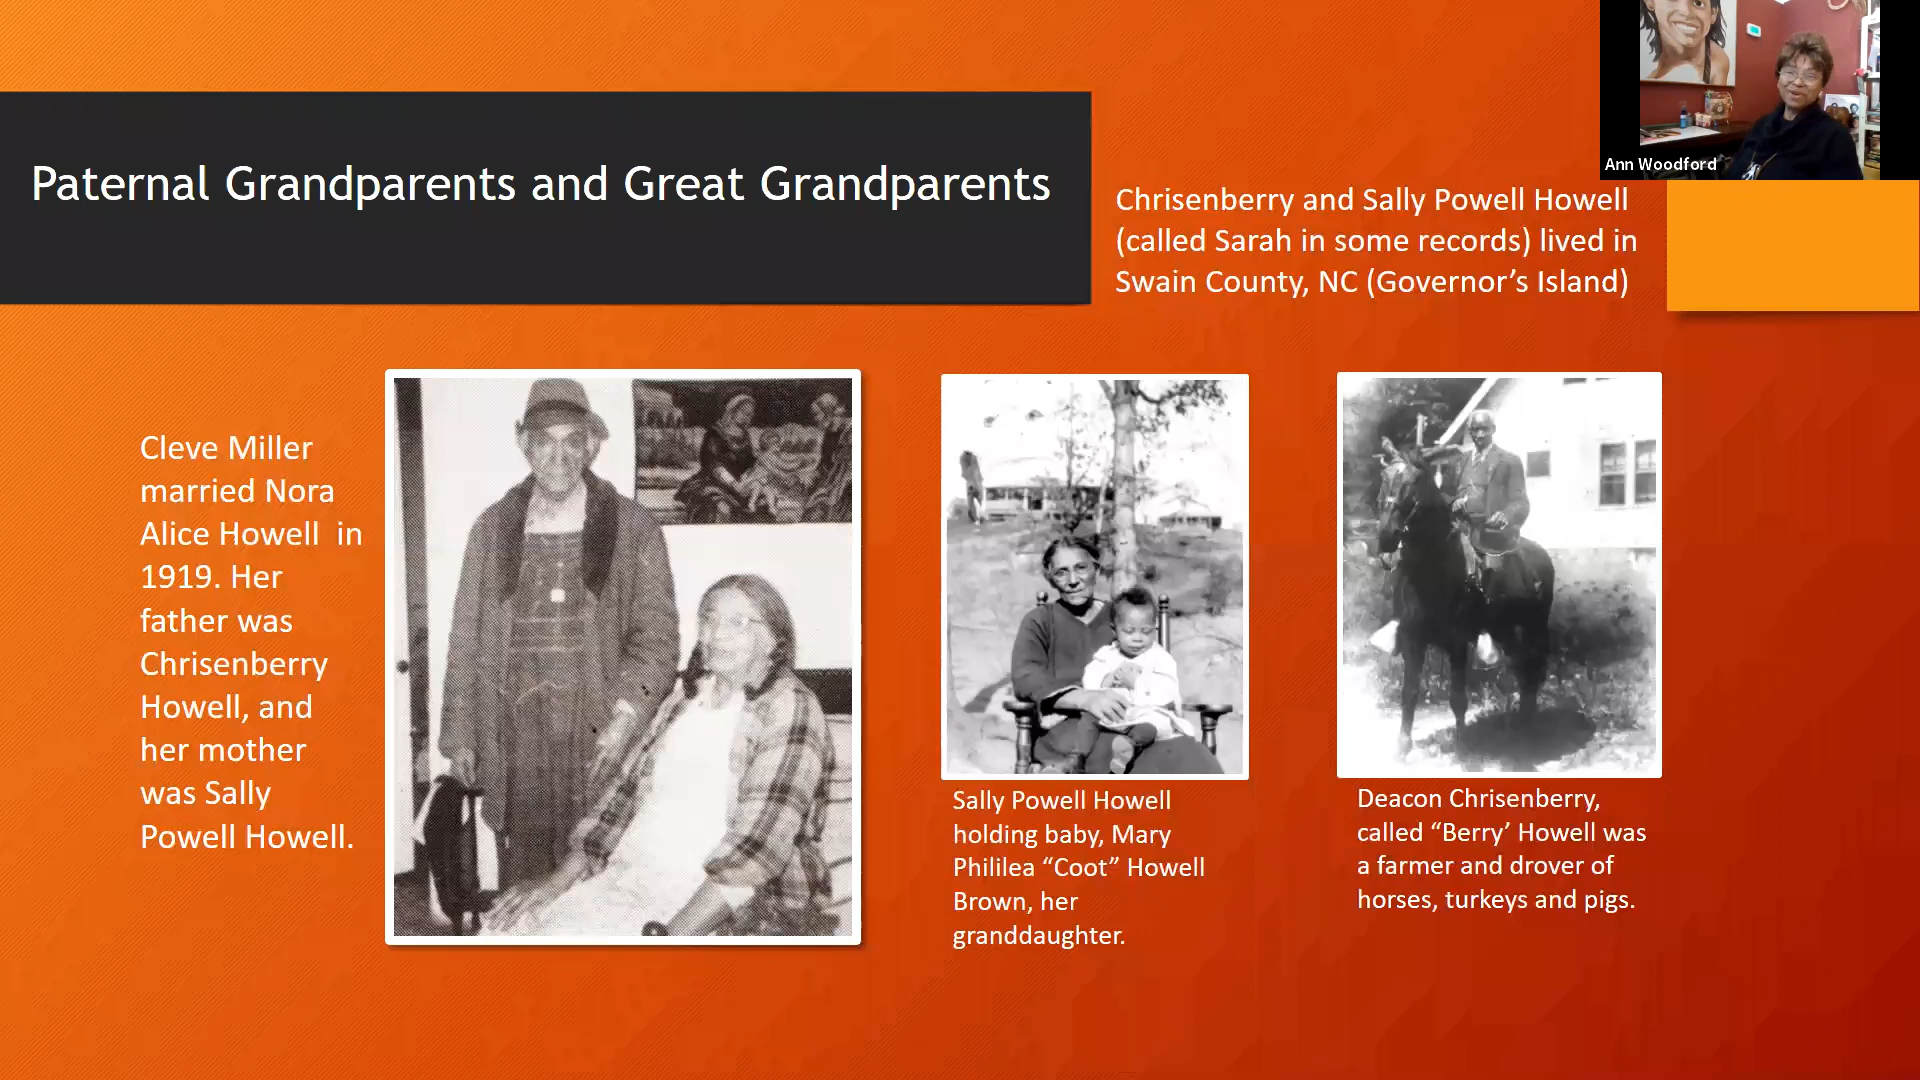 Paternal Grandparents and Great Grandparents
Ann Woodford
Chrisenberry and Sally Powell Howell
(called Sarah in some records) lived in
Swain County, NC (Governor’s Island)
Cleve Miller
married Nora
Alice Howell in
1919. Her
father was
Chrisenberry
Howell, and
her mother
was Sally
Powell Howell.
Sally Powell Howell
holding baby, Mary
Phililea “Coot” Howell
Brown, her
granddaughter.
Deacon Chrisenberry,
called “Berry’ Howell was
a farmer and drover of
horses, turkeys and pigs.